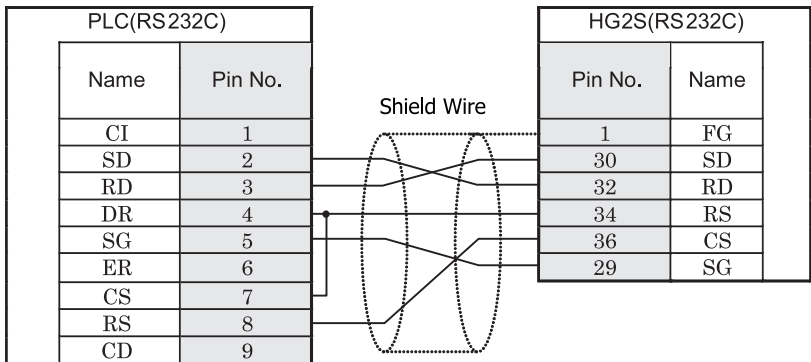 PLC(RS232C) HG2S(RS232C)
Name Pin No. Pin No. Name
Shield Wire
CI 1 1 FG
SD 2 30 SD
RD 3 32 RD
DR 4 34 RS
SG 5 36 CS
ER 6 29 SG
CS 7
RS 8
CD 9